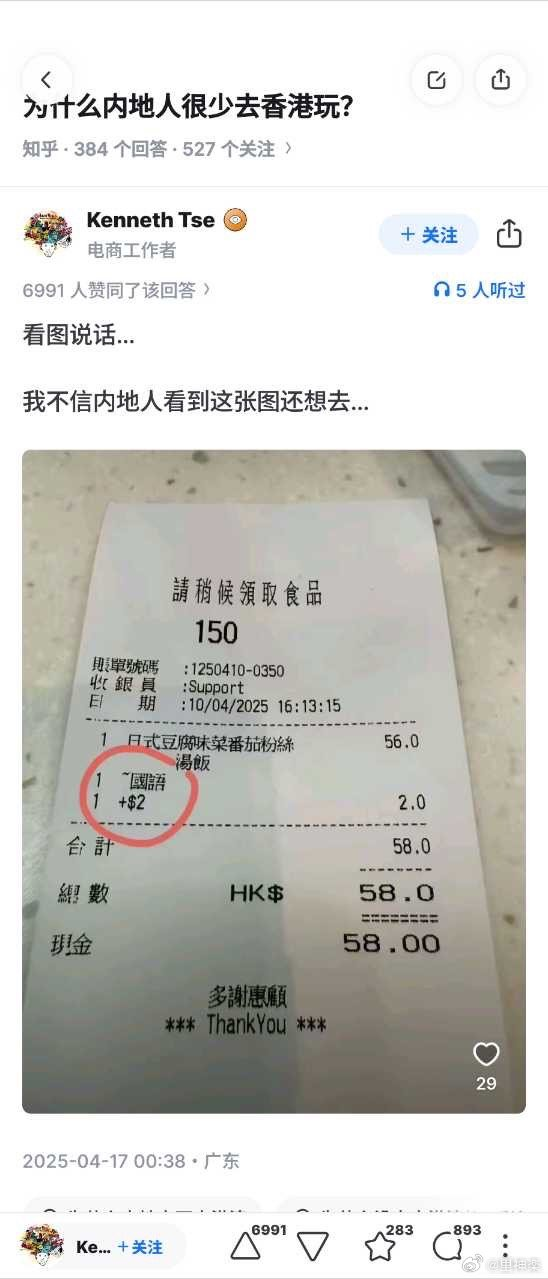 为什么内地人很少去香港玩？
知乎 · 384 个回答 · 527 个关注
Kenneth Tse
+ 关注
电商工作者
6991 人赞同了该回答
5 人听过
看图说话...
我不信内地人看到这张图还想去...
請稍候領取食品
150
賬單號碼 :1250410-0350
收銀員 :Support
日期 :10/04/2025 16:13:15
1 日式豆腐味菜番茄粉絲 56.0
湯飯
1 ~國語
1 +$2 2.0
合計 58.0
總數 HK$ 58.0
現金 58.00
多謝惠顧
*** ThankYou ***
29
2025-04-17 00:38 · 广东
Ke... + 关注
6991
283
893